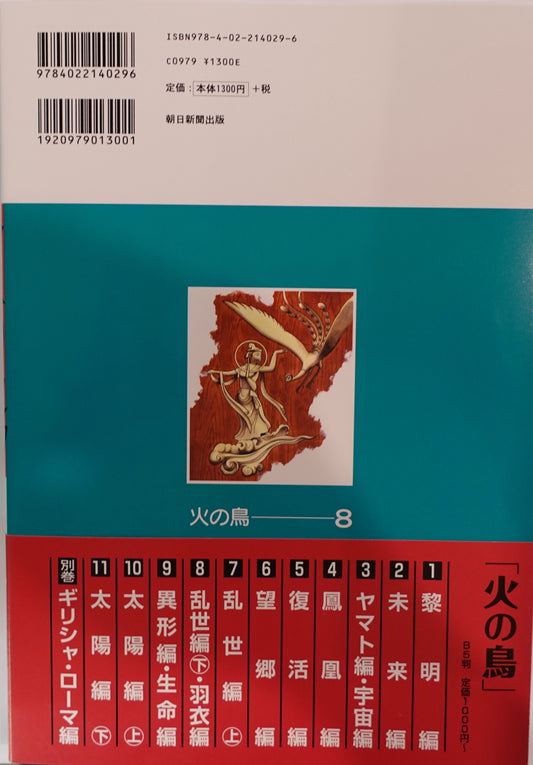 ISBN978-4-02-214029-6
9784022140296
C0979 ¥1300E
定価：本体1300円＋税
1920979013001
朝日新聞出版
火の鳥――8
「火の鳥」
B5判 定価1000円〜
1 黎明編
2 未来編
3 ヤマト編・宇宙編
4 鳳凰編
5 復活編
6 望郷編
7 乱世編上
8 乱世編下・羽衣編
9 異形編・生命編
10 太陽編上
11 太陽編下
別巻 ギリシャ・ローマ編